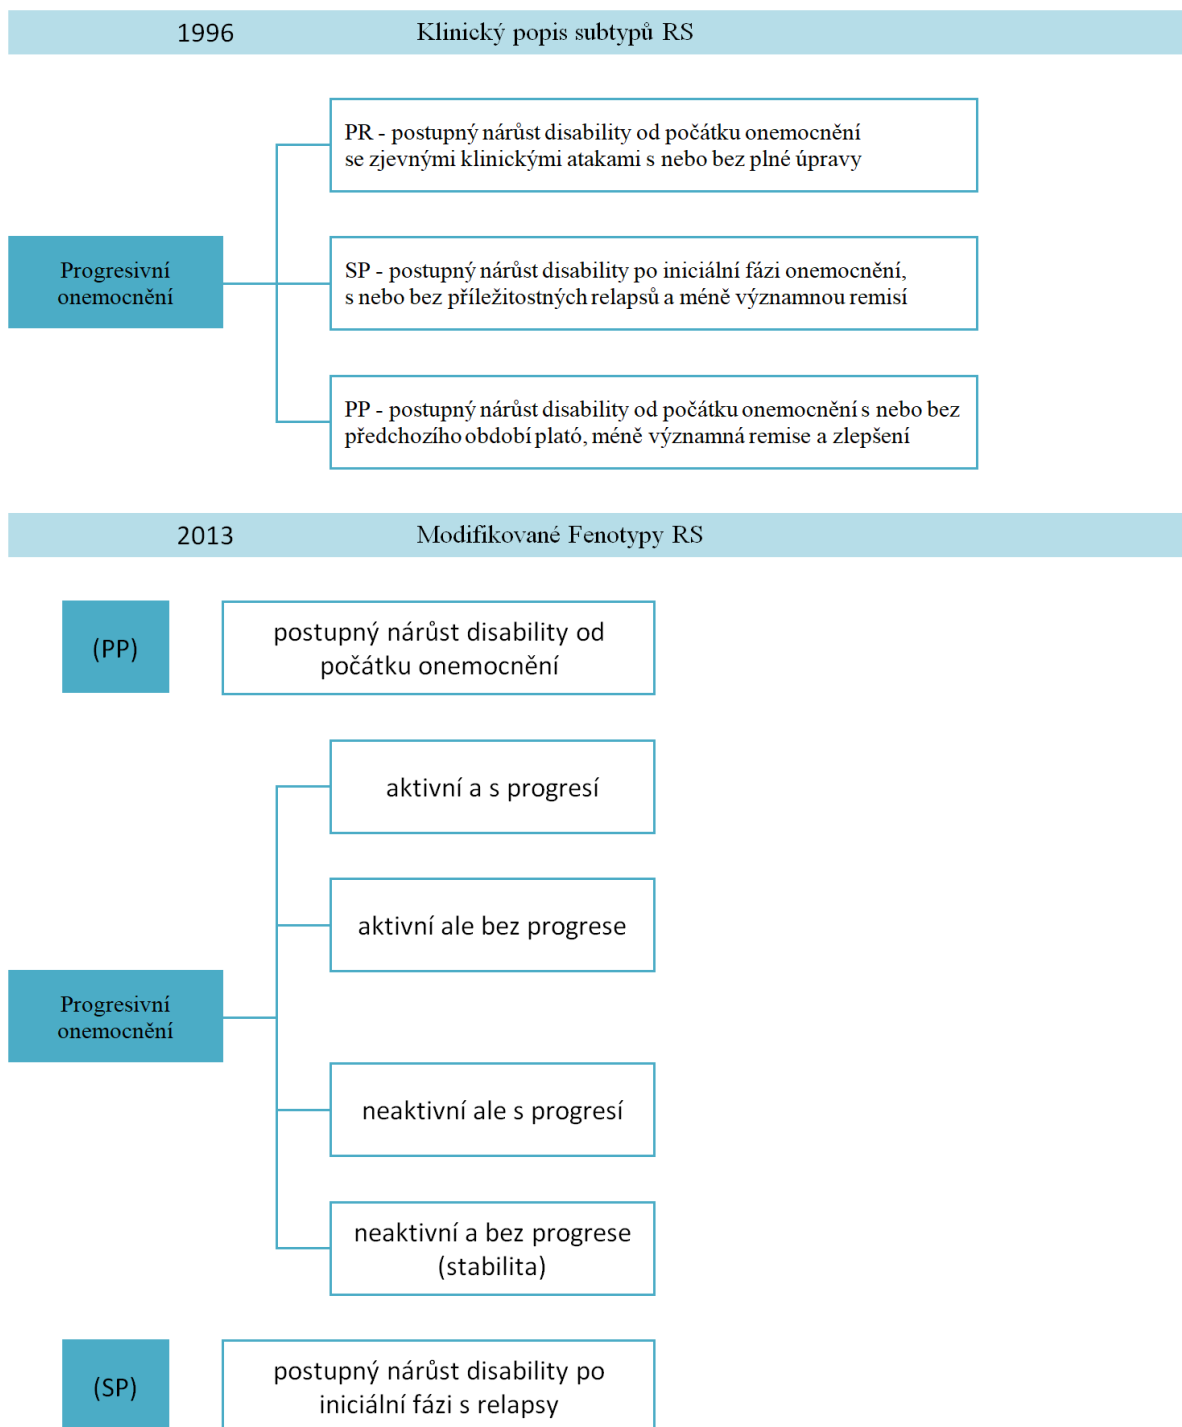 1996 Klinický popis subtypů RS
PR - postupný nárůst disability od počátku onemocnění
se zjevnými klinickými atakami s nebo bez plné úpravy
Progresivní
onemocnění
SP - postupný nárůst disability po iniciální fázi onemocnění,
s nebo bez příležitostných relapsů a méně významnou remisí
PP - postupný nárůst disability od počátku onemocnění s nebo bez
předchozího období plató, méně významná remise a zlepšení
2013 Modifikované Fenotypy RS
(PP)
postupný nárůst disability od
počátku onemocnění
aktivní a s progresí
aktivní ale bez progrese
Progresivní
onemocnění
neaktivní ale s progresí
neaktivní a bez progrese
(stabilita)
(SP)
postupný nárůst disability po
iniciální fázi s relapsy